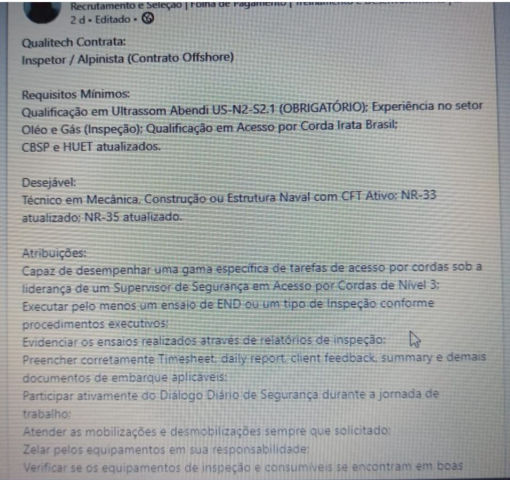 Recrutamento e Seleção | Folha de Pagamento | Treinamento e Desenvolvimento |
2 d • Editado •
Qualitech Contrata:
Inspetor / Alpinista (Contrato Offshore)
Requisitos Mínimos:
Qualificação em Ultrassom Abendi US-N2-S2.1 (OBRIGATÓRIO); Experiência no setor
Oléo e Gás (Inspeção); Qualificação em Acesso por Corda Irata Brasil;
CBSP e HUET atualizados.
Desejável:
Técnico em Mecânica, Construção ou Estrutura Naval com CFT Ativo; NR-33
atualizado; NR-35 atualizado.
Atribuições:
Capaz de desempenhar uma gama específica de tarefas de acesso por cordas sob a
liderança de um Supervisor de Segurança em Acesso por Cordas de Nível 3;
Executar pelo menos um ensaio de END ou um tipo de Inspeção conforme
procedimentos executivos;
Evidenciar os ensaios realizados através de relatórios de inspeção;
Preencher corretamente Timesheet, daily report, client feedback, summary e demais
documentos de embarque aplicáveis;
Participar ativamente do Diálogo Diário de Segurança durante a jornada de
trabalho;
Atender as mobilizações e desmobilizações sempre que solicitado;
Zelar pelos equipamentos em sua responsabilidade;
Verificar se os equipamentos de inspeção e consumíveis se encontram em boas